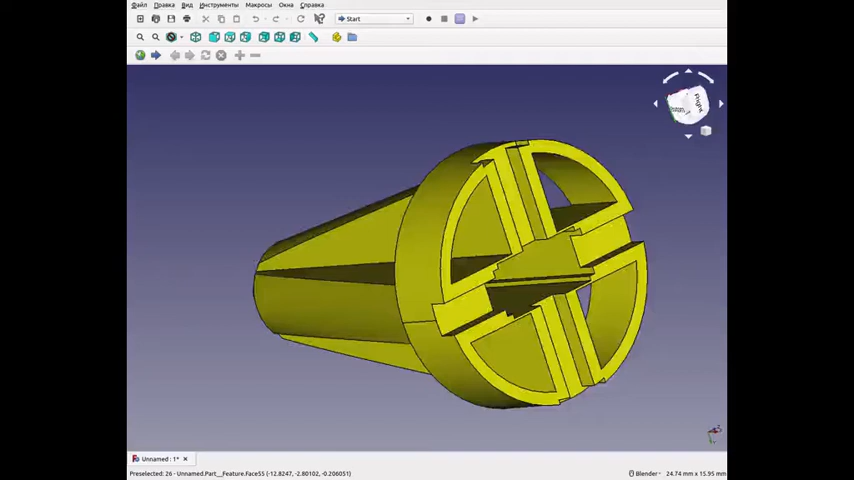 Файл Правка Вид Инструменты Макросы Окна Справка
Start
Right
Unnamed : 1*
Preselected: 26 - Unnamed.Part__Feature.Face55 (-12.8247, -2.80102, -0.206051) Blender 24.74 mm x 15.95 mm